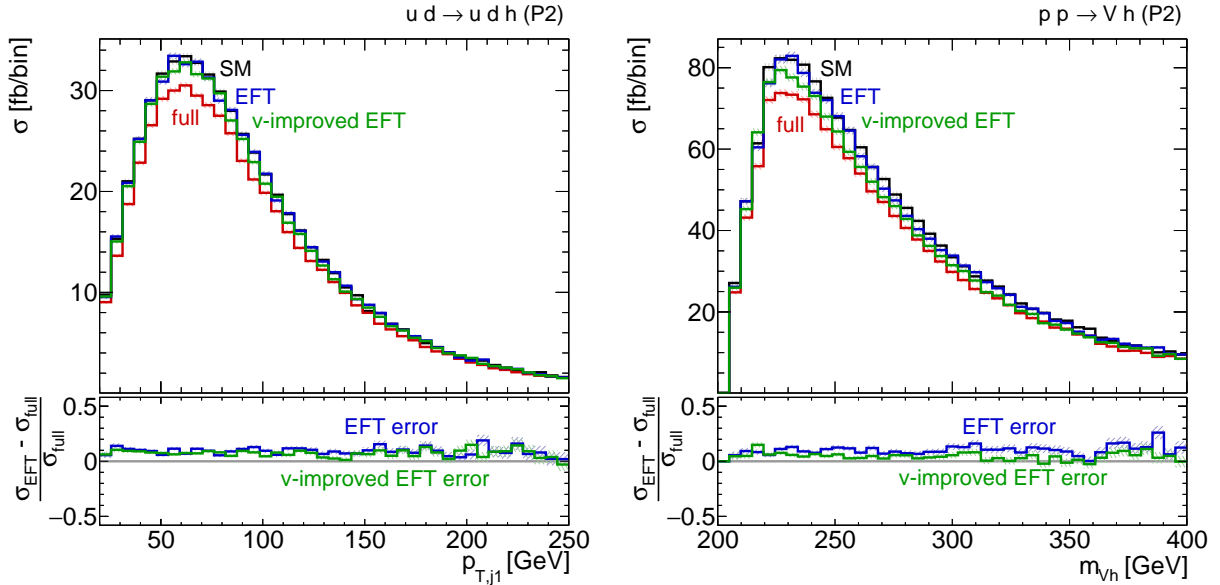 u d → u d h (P2)
σ [fb/bin]
30
20
10
SM
EFT
full
v-improved EFT
σEFT - σfull
σfull
0.5
0
−0.5
EFT error
v-improved EFT error
50 100 150 200 250
pT,j1 [GeV]
p p → V h (P2)
σ [fb/bin]
80
60
40
20
SM
EFT
full
v-improved EFT
σEFT - σfull
σfull
0.5
0
−0.5
EFT error
v-improved EFT error
200 250 300 350 400
mVh [GeV]